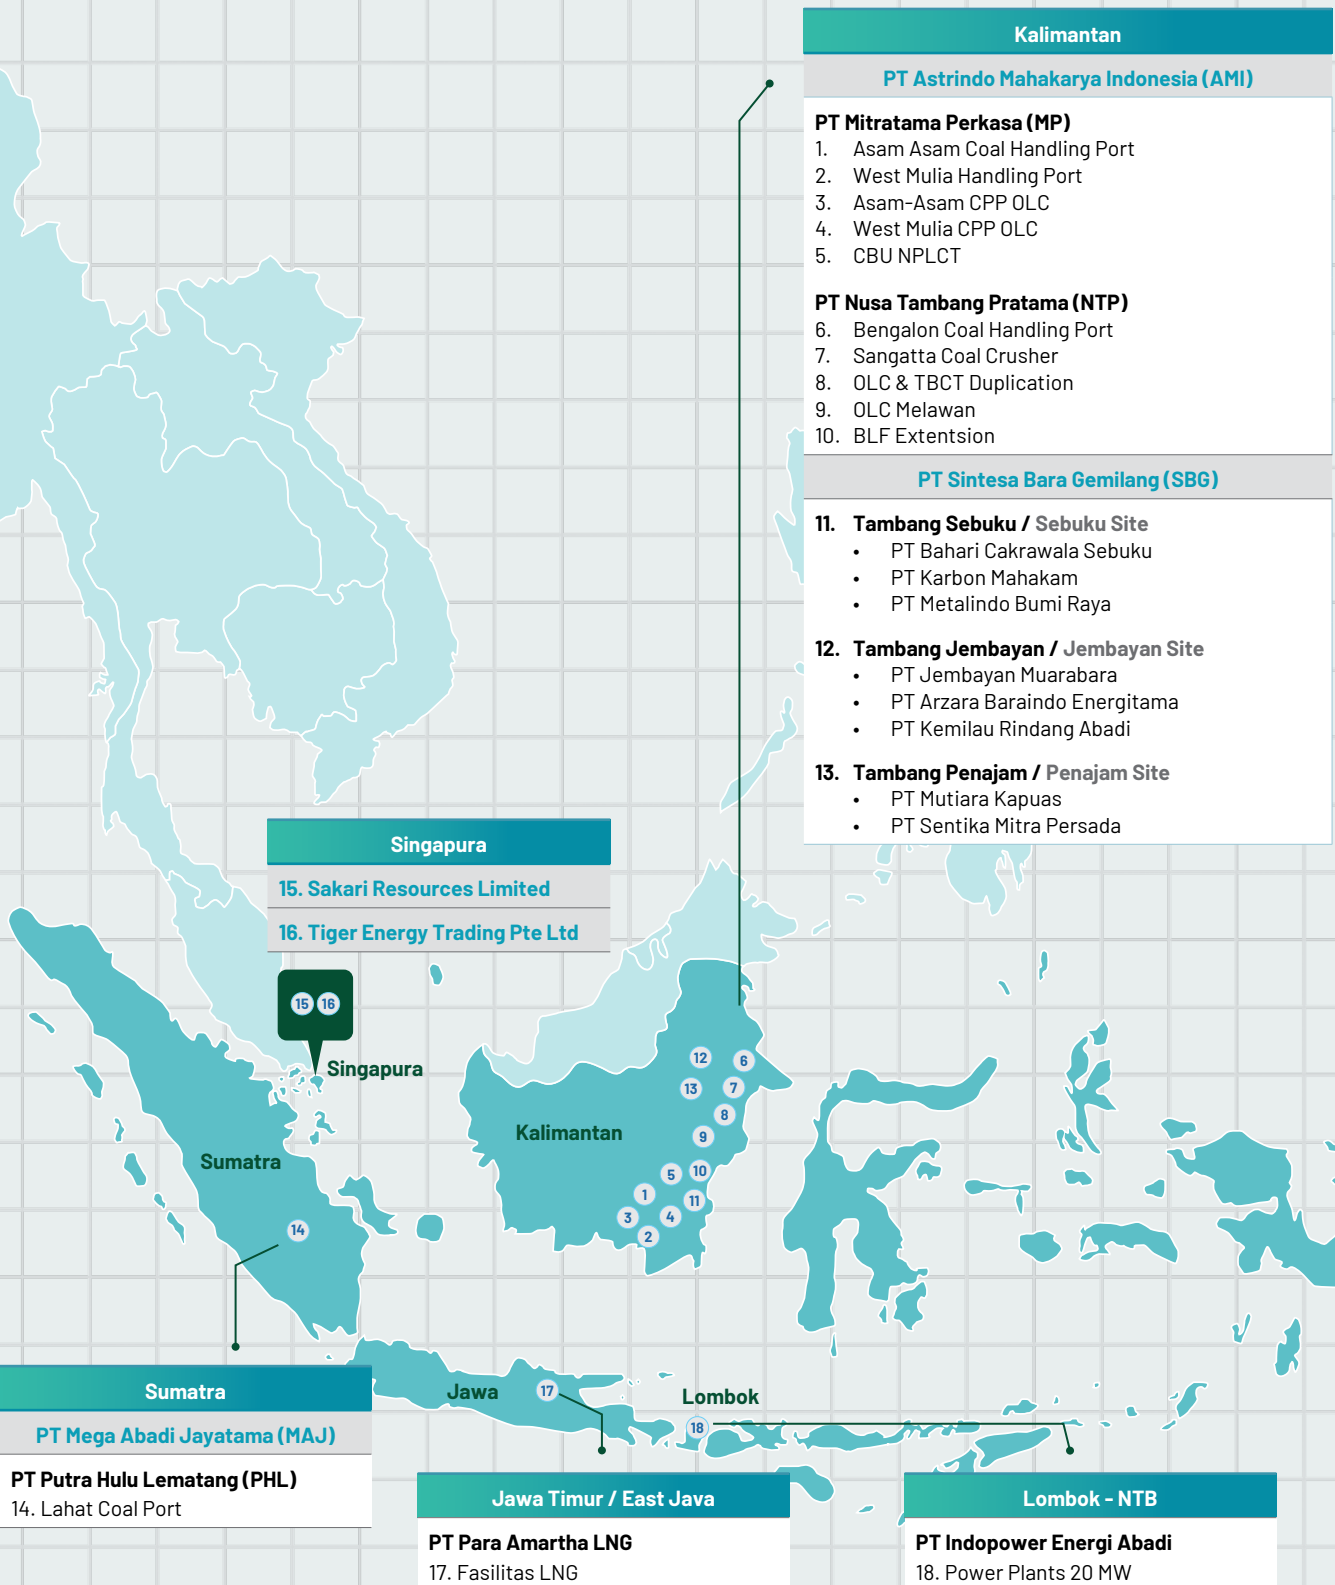 Kalimantan
PT Astrindo Mahakarya Indonesia (AMI)
PT Mitratama Perkasa (MP)
1. Asam Asam Coal Handling Port
2. West Mulia Handling Port
3. Asam-Asam CPP OLC
4. West Mulia CPP OLC
5. CBU NPLCT
PT Nusa Tambang Pratama (NTP)
6. Bengalon Coal Handling Port
7. Sangatta Coal Crusher
8. OLC & TBCT Duplication
9. OLC Melawan
10. BLF Extentsion
PT Sintesa Bara Gemilang (SBG)
11. Tambang Sebuku / Sebuku Site
• PT Bahari Cakrawala Sebuku
• PT Karbon Mahakam
• PT Metalindo Bumi Raya
12. Tambang Jembayan / Jembayan Site
• PT Jembayan Muarabara
• PT Arzara Baraindo Energitama
• PT Kemilau Rindang Abadi
13. Tambang Penajam / Penajam Site
• PT Mutiara Kapuas
• PT Sentika Mitra Persada
Singapura
15. Sakari Resources Limited
16. Tiger Energy Trading Pte Ltd
15 16
Singapura
12 6
13 7
8
Kalimantan
9
Sumatra
5 10
1
11
3 4
14
2
Jawa
17
Lombok
18
Sumatra
PT Mega Abadi Jayatama (MAJ)
PT Putra Hulu Lematang (PHL)
14. Lahat Coal Port
Jawa Timur / East Java
PT Para Amartha LNG
17. Fasilitas LNG
Lombok - NTB
PT Indopower Energi Abadi
18. Power Plants 20 MW